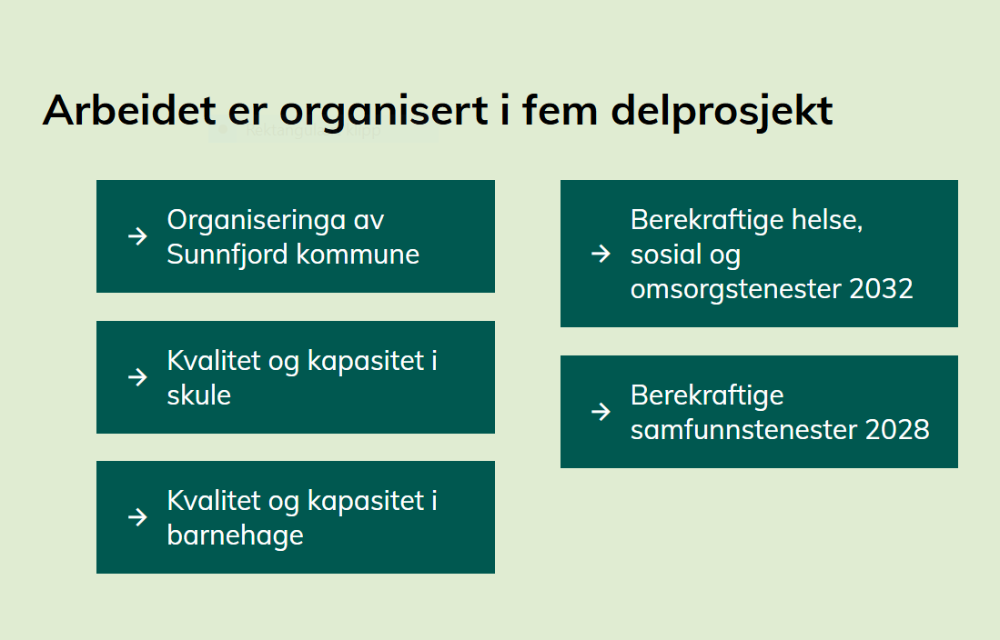 Arbeidet er organisert i fem delprosjekt
Organiseringa av
Sunnfjord kommune
Kvalitet og kapasitet i
skule
Kvalitet og kapasitet i
barnehage
Berekraftige helse,
sosial og
omsorgstenester 2032
Berekraftige
samfunnstenester 2028